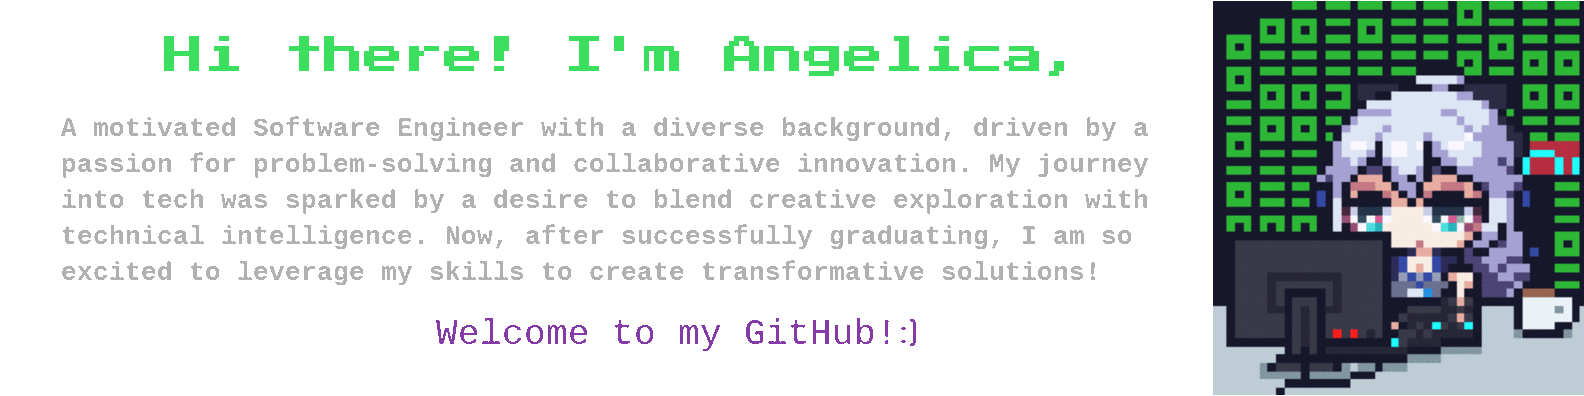 Hi there! I'm Angelica,
A motivated Software Engineer with a diverse background, driven by a
passion for problem-solving and collaborative innovation. My journey
into tech was sparked by a desire to blend creative exploration with
technical intelligence. Now, after successfully graduating, I am so
excited to leverage my skills to create transformative solutions!
Welcome to my GitHub!:)